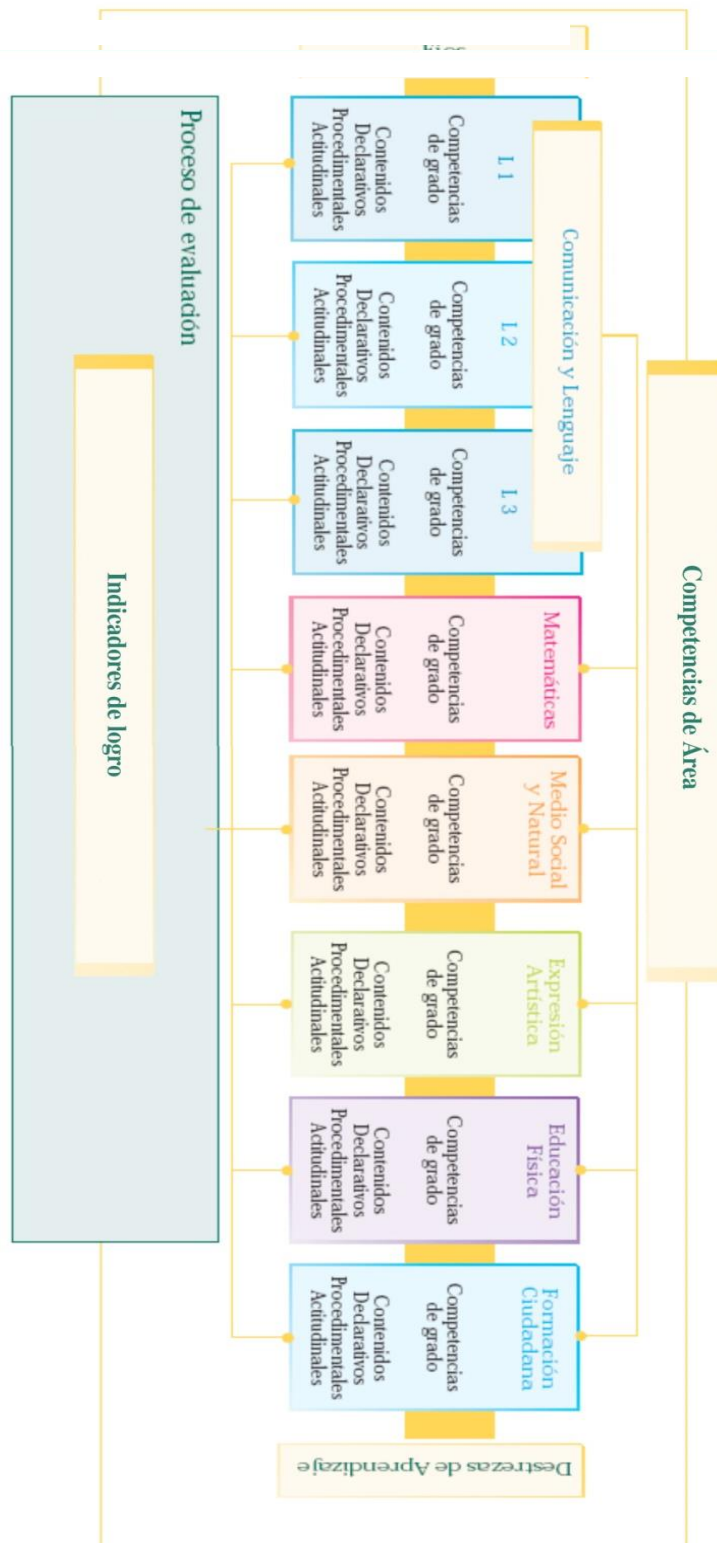 Competencias de Área
Comunicación y Lenguaje
L 1
Competencias
de grado
Contenidos
Declarativos
Procedimentales
Actitudinales
L 2
Competencias
de grado
Contenidos
Declarativos
Procedimentales
Actitudinales
L 3
Competencias
de grado
Contenidos
Declarativos
Procedimentales
Actitudinales
Matemáticas
Competencias
de grado
Contenidos
Declarativos
Procedimentales
Actitudinales
Medio Social
y Natural
Competencias
de grado
Contenidos
Declarativos
Procedimentales
Actitudinales
Expresión
Artística
Competencias
de grado
Contenidos
Declarativos
Procedimentales
Actitudinales
Educación
Física
Competencias
de grado
Contenidos
Declarativos
Procedimentales
Actitudinales
Formación
Ciudadana
Competencias
de grado
Contenidos
Declarativos
Procedimentales
Actitudinales
Destrezas de Aprendizaje
Proceso de evaluación
Indicadores de logro